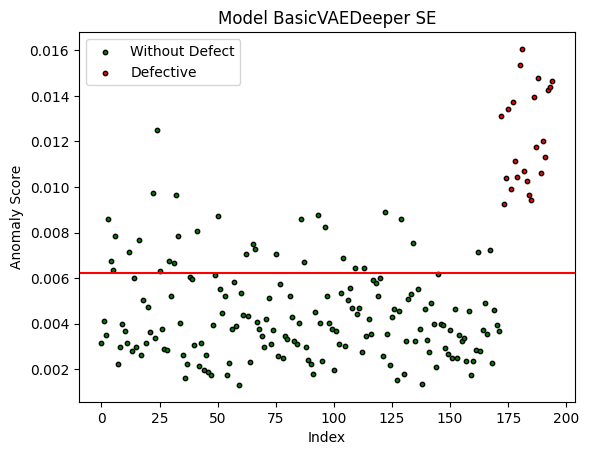 Model BasicVAEDeeper SE
Without Defect
Defective
0.016
0.014
0.012
0.010
0.008
0.006
0.004
0.002
Anomaly Score
0 25 50 75 100 125 150 175 200
Index